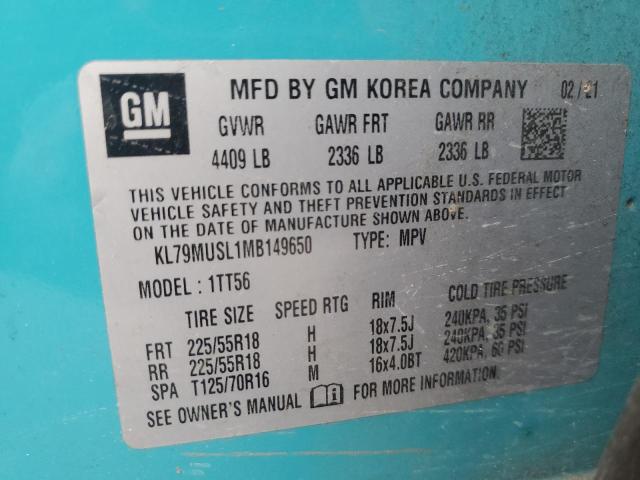 GM MFD BY GM KOREA COMPANY 02/21
GVWR GAWR FRT GAWR RR
4409 LB 2336 LB 2336 LB
THIS VEHICLE CONFORMS TO ALL APPLICABLE U.S. FEDERAL MOTOR
VEHICLE SAFETY AND THEFT PREVENTION STANDARDS IN EFFECT
ON THE DATE OF MANUFACTURE SHOWN ABOVE.
KL79MUSL1MB149650 TYPE: MPV
MODEL: 1TT56
TIRE SIZE SPEED RTG RIM COLD TIRE PRESSURE
FRT 225/55R18 H 18x7.5J 240KPA, 35 PSI
RR 225/55R18 H 18x7.5J 240KPA, 35 PSI
SPA T125/70R16 M 16x4.0BT 420KPA, 60 PSI
SEE OWNER'S MANUAL FOR MORE INFORMATION.